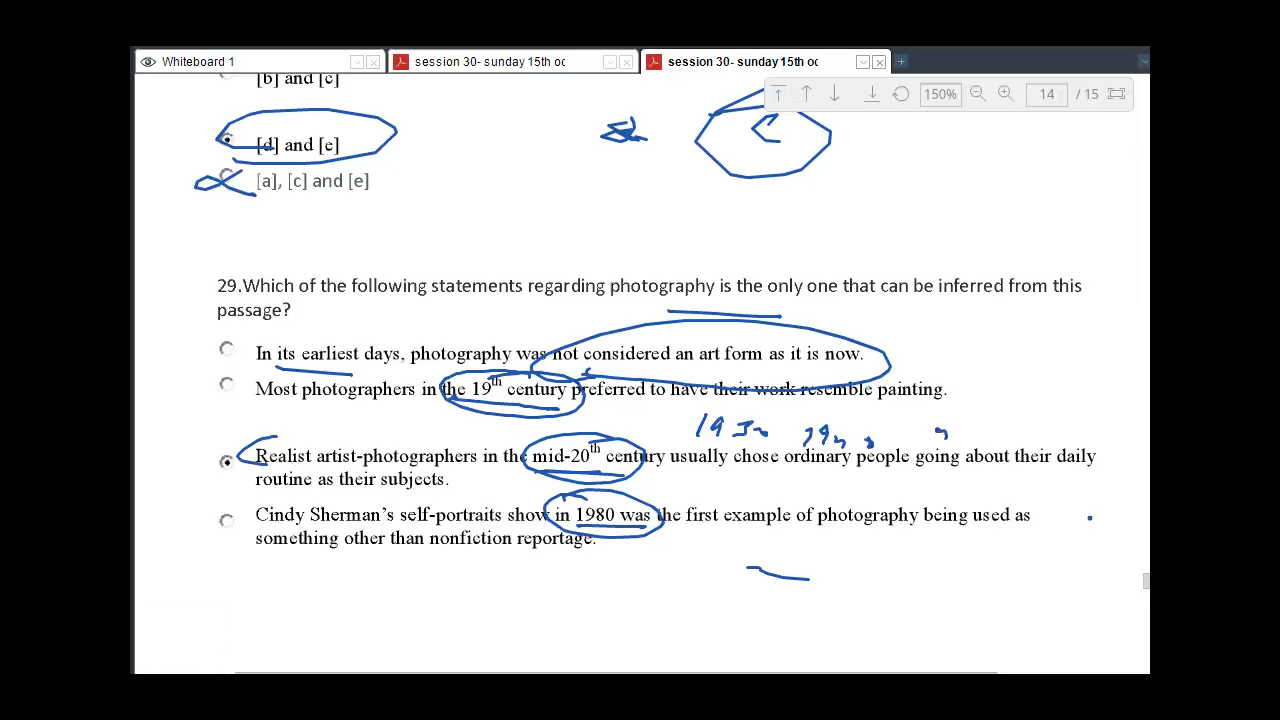 Whiteboard 1
session 30- sunday 15th oc
session 30- sunday 15th oc
[b] and [c]
150%
14 / 15
[d] and [e]
[a], [c] and [e]
29.Which of the following statements regarding photography is the only one that can be inferred from this
passage?
In its earliest days, photography was not considered an art form as it is now.
Most photographers in the 19th century preferred to have their work resemble painting.
Realist artist-photographers in the mid-20th century usually chose ordinary people going about their daily
routine as their subjects.
Cindy Sherman's self-portraits show in 1980 was the first example of photography being used as
something other than nonfiction reportage.